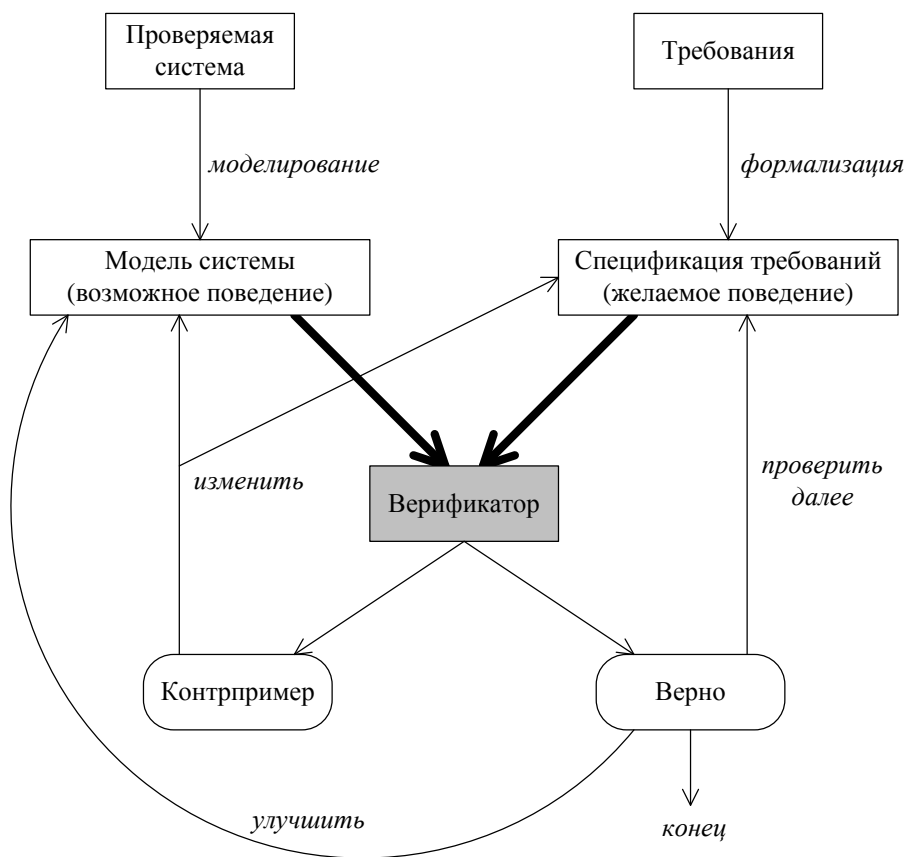 Проверяемая
система
Требования
моделирование
формализация
Модель системы
(возможное поведение)
Спецификация требований
(желаемое поведение)
изменить
Верификатор
проверить
далее
Контрпример
Верно
улучшить
конец